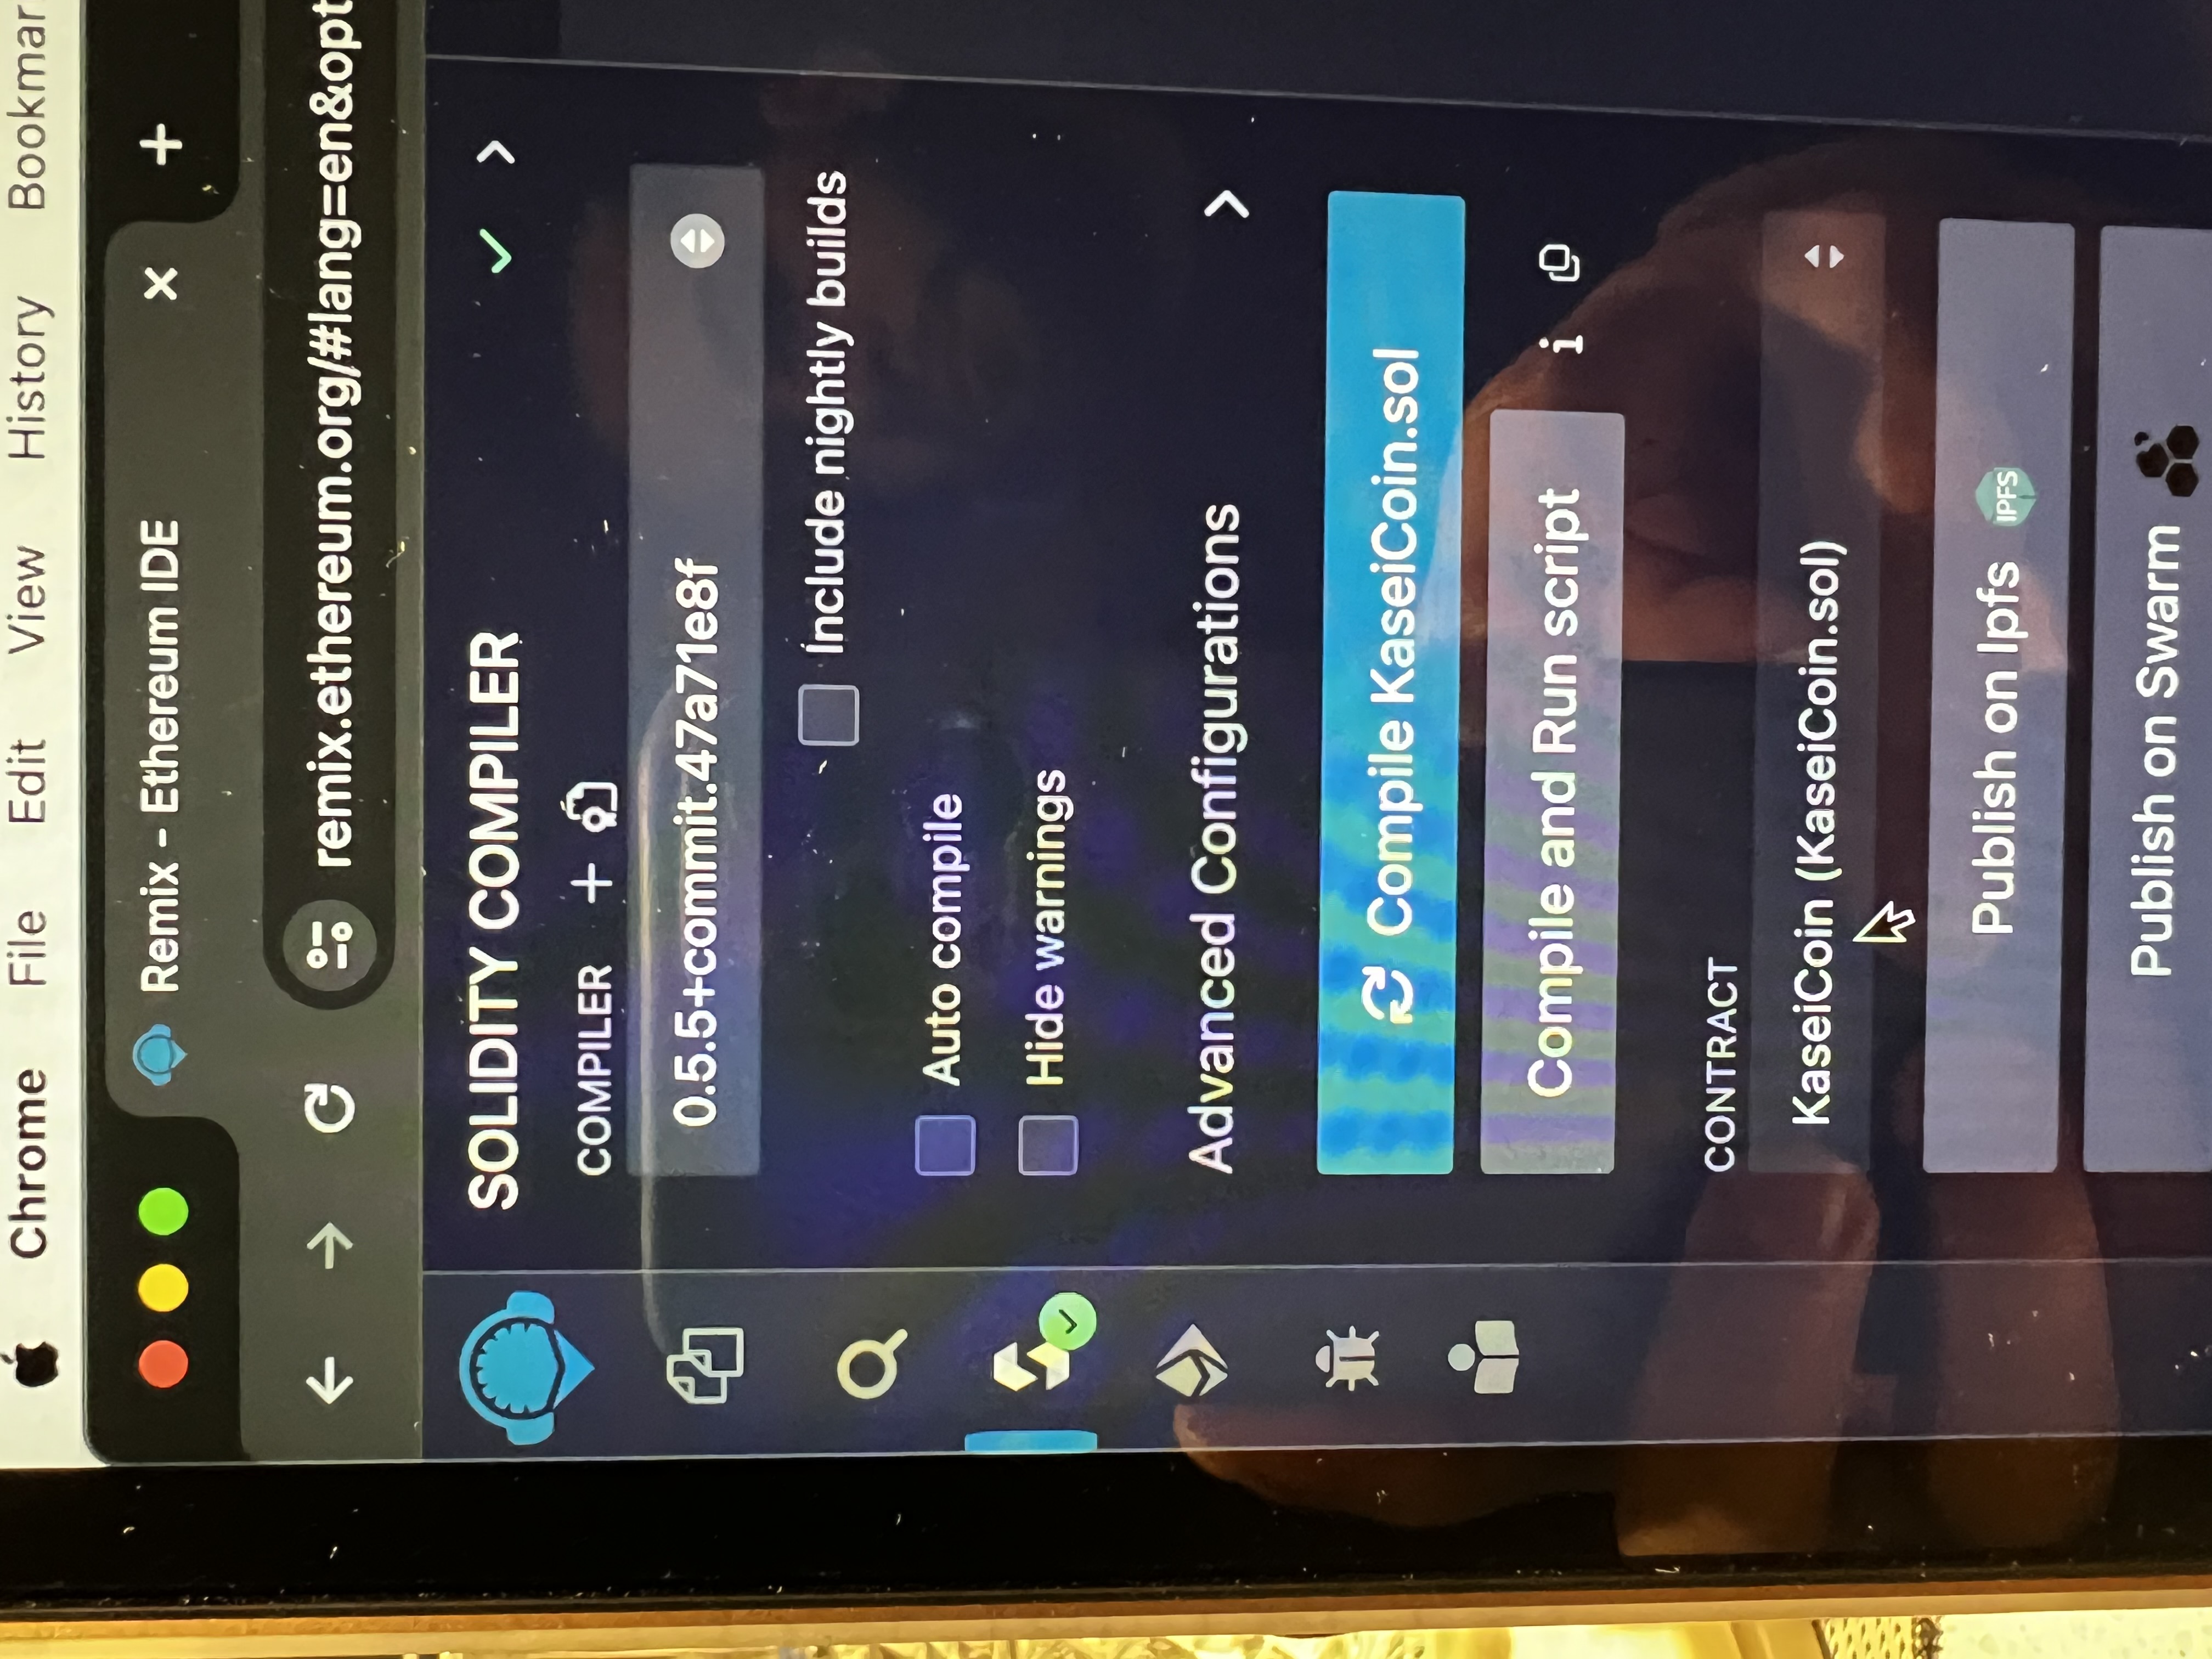 Chrome File Edit View History Bookmar
Remix - Ethereum IDE
remix.ethereum.org/#lang=en&opt
SOLIDITY COMPILER
COMPILER
0.5.5+commit.47a71e8f
Include nightly builds
Auto compile
Hide warnings
Advanced Configurations
Compile KaseiCoin.sol
Compile and Run script
CONTRACT
KaseiCoin (KaseiCoin.sol)
Publish on Ipfs IPFS
Publish on Swarm